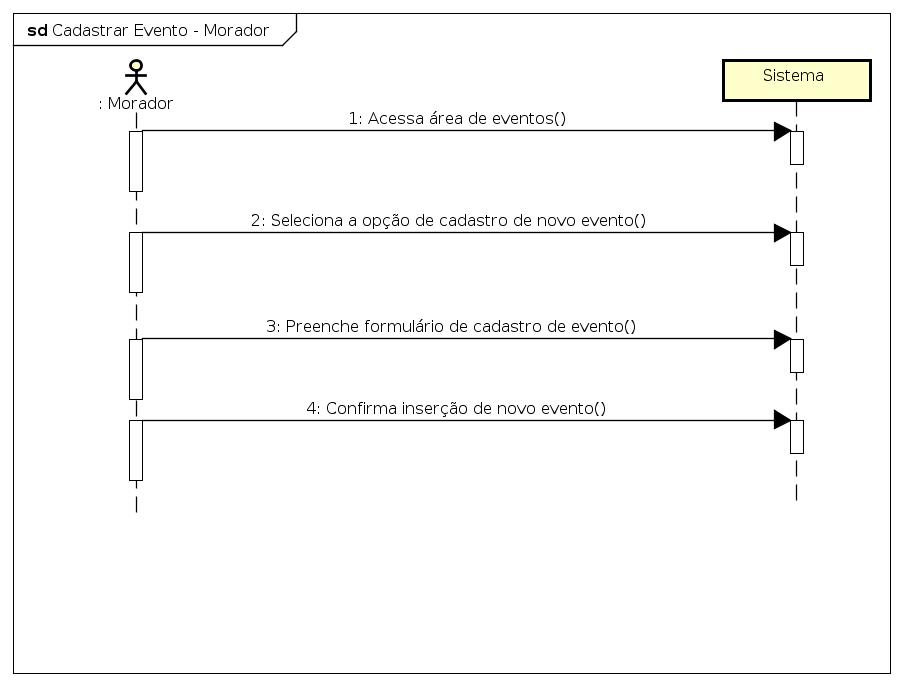 sd Cadastrar Evento - Morador
: Morador
Sistema
1: Acessa área de eventos()
2: Seleciona a opção de cadastro de novo evento()
3: Preenche formulário de cadastro de evento()
4: Confirma inserção de novo evento()